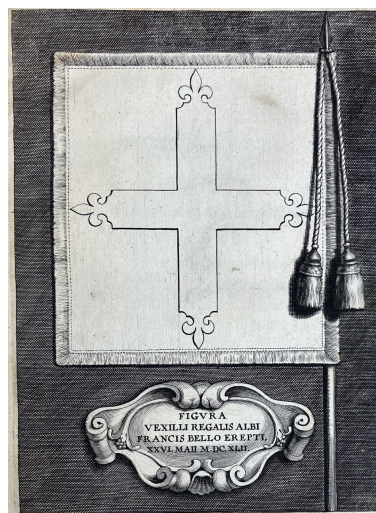 FIGVRA
VEXILLI REGALIS ALBI
FRANCIS BELLO EREPTI,
XXVI. MAII M. DC. XLII.